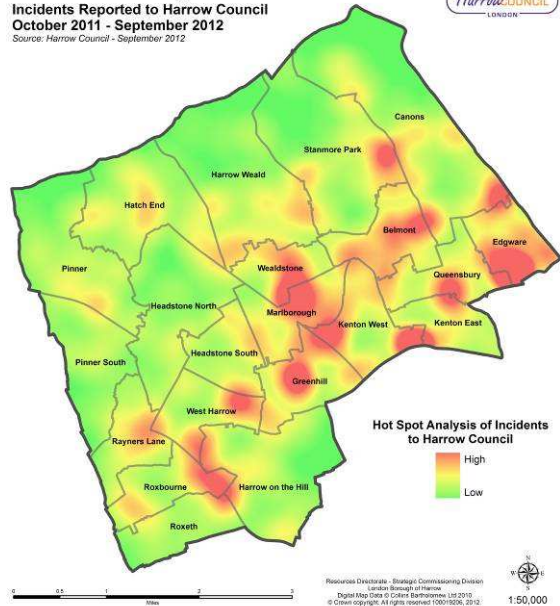 Incidents Reported to Harrow Council
October 2011 - September 2012
Source: Harrow Council - September 2012
HarrowCOUNCIL
LONDON
Canons
Stanmore Park
Harrow Weald
Hatch End
Belmont
Edgware
Pinner
Wealdstone
Queensbury
Headstone North
Marlborough
Kenton West
Kenton East
Headstone South
Pinner South
Greenhill
West Harrow
Rayners Lane
Roxbourne
Harrow on the Hill
Roxeth
Hot Spot Analysis of Incidents
to Harrow Council
High
Low
Resources Directorate - Strategic Commissioning Division
London Borough of Harrow
Digital Map Data © Collins Bartholomew Ltd 2010
© Crown copyright. All rights reserved 100019206, 2012
0 0.5 1 2 3
Miles
N
W E
S
1:50,000